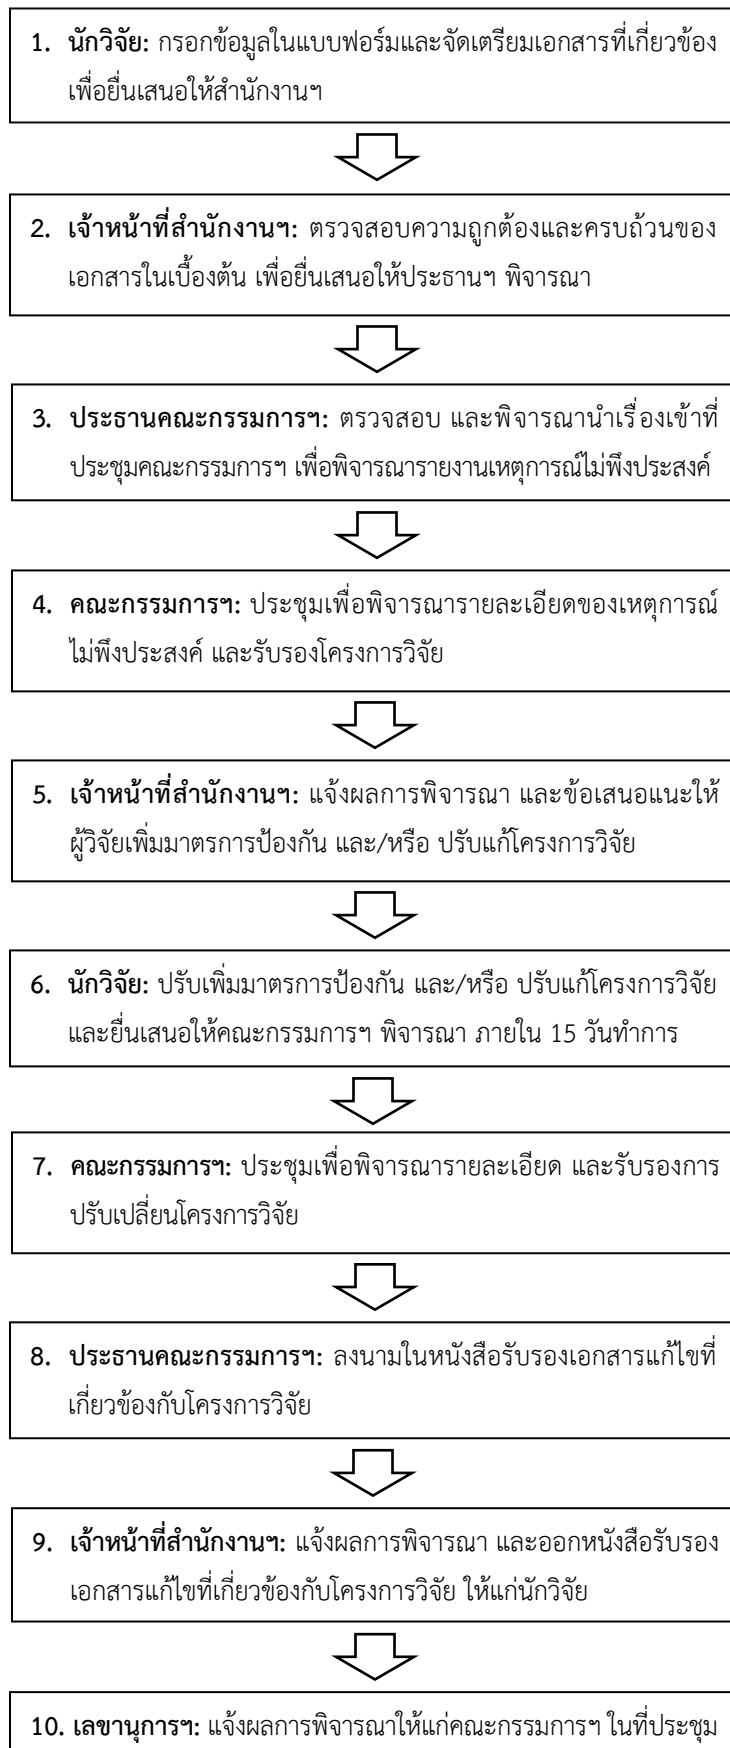 1. นักวิจัย: กรอกข้อมูลในแบบฟอร์มและจัดเตรียมเอกสารที่เกี่ยวข้อง
เพื่อยื่นเสนอให้สำนักงานฯ
2. เจ้าหน้าที่สำนักงานฯ: ตรวจสอบความถูกต้องและครบถ้วนของ
เอกสารในเบื้องต้น เพื่อยื่นเสนอให้ประธานฯ พิจารณา
3. ประธานคณะกรรมการฯ: ตรวจสอบ และพิจารณานำเรื่องเข้าที่
ประชุมคณะกรรมการฯ เพื่อพิจารณารายงานเหตุการณ์ไม่พึงประสงค์
4. คณะกรรมการฯ: ประชุมเพื่อพิจารณารายละเอียดของเหตุการณ์
ไม่พึงประสงค์ และรับรองโครงการวิจัย
5. เจ้าหน้าที่สำนักงานฯ: แจ้งผลการพิจารณา และข้อเสนอแนะให้
ผู้วิจัยเพิ่มมาตรการป้องกัน และ/หรือ ปรับแก้โครงการวิจัย
6. นักวิจัย: ปรับเพิ่มมาตรการป้องกัน และ/หรือ ปรับแก้โครงการวิจัย
และยื่นเสนอให้คณะกรรมการฯ พิจารณา ภายใน 15 วันทำการ
7. คณะกรรมการฯ: ประชุมเพื่อพิจารณารายละเอียด และรับรองการ
ปรับเปลี่ยนโครงการวิจัย
8. ประธานคณะกรรมการฯ: ลงนามในหนังสือรับรองเอกสารแก้ไขที่
เกี่ยวข้องกับโครงการวิจัย
9. เจ้าหน้าที่สำนักงานฯ: แจ้งผลการพิจารณา และออกหนังสือรับรอง
เอกสารแก้ไขที่เกี่ยวข้องกับโครงการวิจัย ให้แก่นักวิจัย
10. เลขานุการฯ: แจ้งผลการพิจารณาให้แก่คณะกรรมการฯ ในที่ประชุม